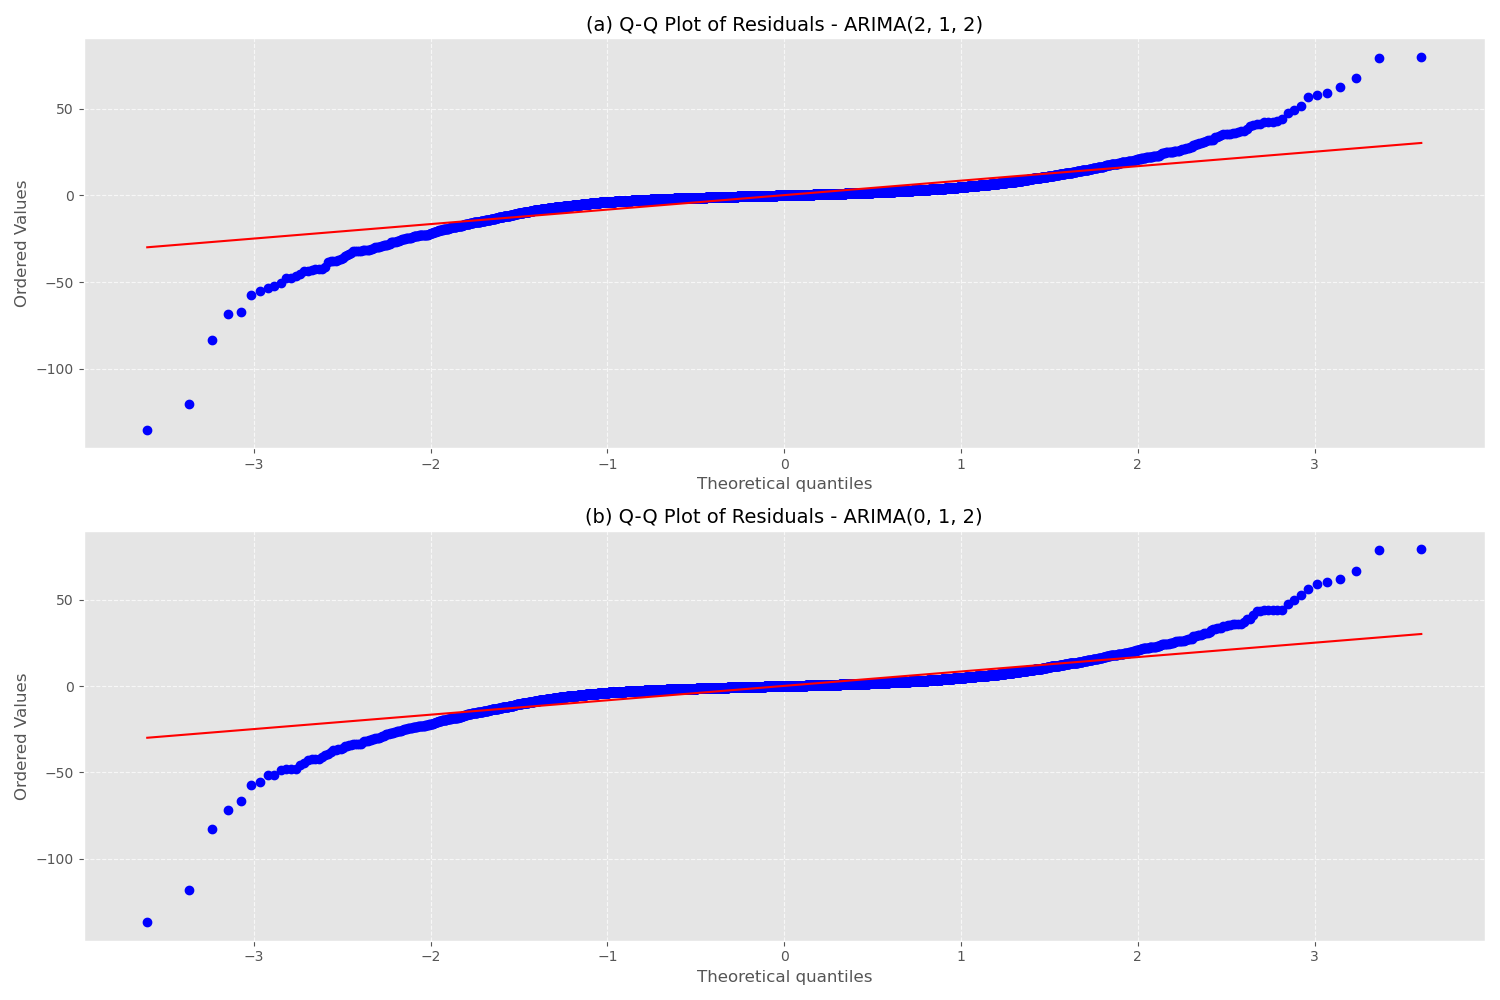 (a) Q-Q Plot of Residuals - ARIMA(2, 1, 2)
Ordered Values
50
0
−50
−100
−3 −2 −1 0 1 2 3
Theoretical quantiles
(b) Q-Q Plot of Residuals - ARIMA(0, 1, 2)
Ordered Values
50
0
−50
−100
−3 −2 −1 0 1 2 3
Theoretical quantiles